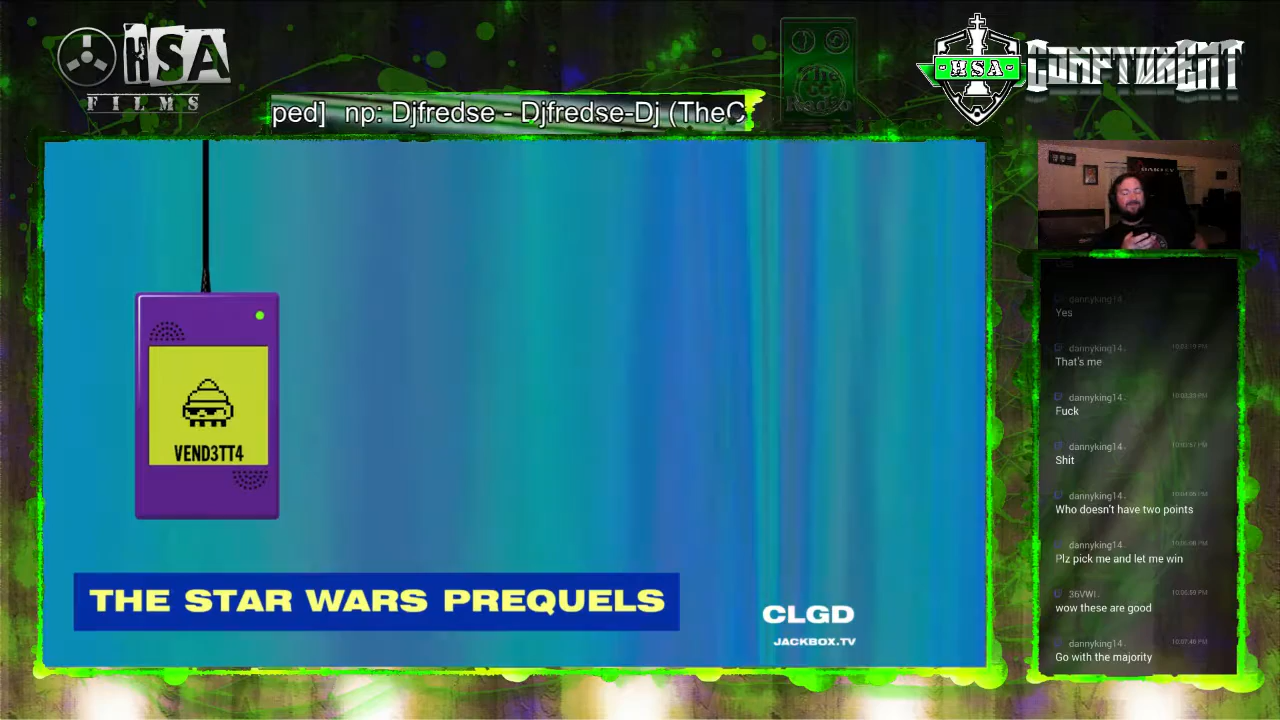 HSA
FILMS
ped] np: Djfredse - Djfredse-Dj (TheC
The
Radio
HSA
VEND3TT4
THE STAR WARS PREQUELS
CLGD
JACKBOX.TV
dannyking14
Yes
dannyking14
That's me
dannyking14
Fuck
dannyking14
Shit
dannyking14
Who doesn't have two points
dannyking14
Plz pick me and let me win
36VWI
wow these are good
dannyking14
Go with the majority